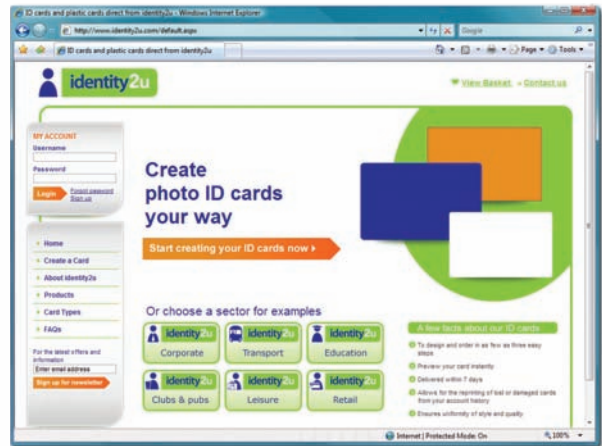 ID cards and plastic cards direct from identity2u - Windows Internet Explorer
http://www.identity2u.com/default.aspx
Google
ID cards and plastic cards direct from identity2u
Page
Tools
identity2u
View Basket
Contact us
MY ACCOUNT
Username
Password
Login
Forgot password
Sign up
Home
Create a Card
About identity2u
Products
Card Types
FAQs
For the latest offers and
information
Enter email address
Sign up for newsletter
Create
photo ID cards
your way
Start creating your ID cards now
Or choose a sector for examples
identity2u
Corporate
identity2u
Transport
identity2u
Education
identity2u
Clubs & pubs
identity2u
Leisure
identity2u
Retail
A few facts about our ID cards
To design and order in as few as three easy
steps
Preview your card instantly
Delivered within 7 days
Allows for the reprinting of lost or damaged cards
from your account history
Ensures uniformity of style and quality
Internet | Protected Mode: On
100%